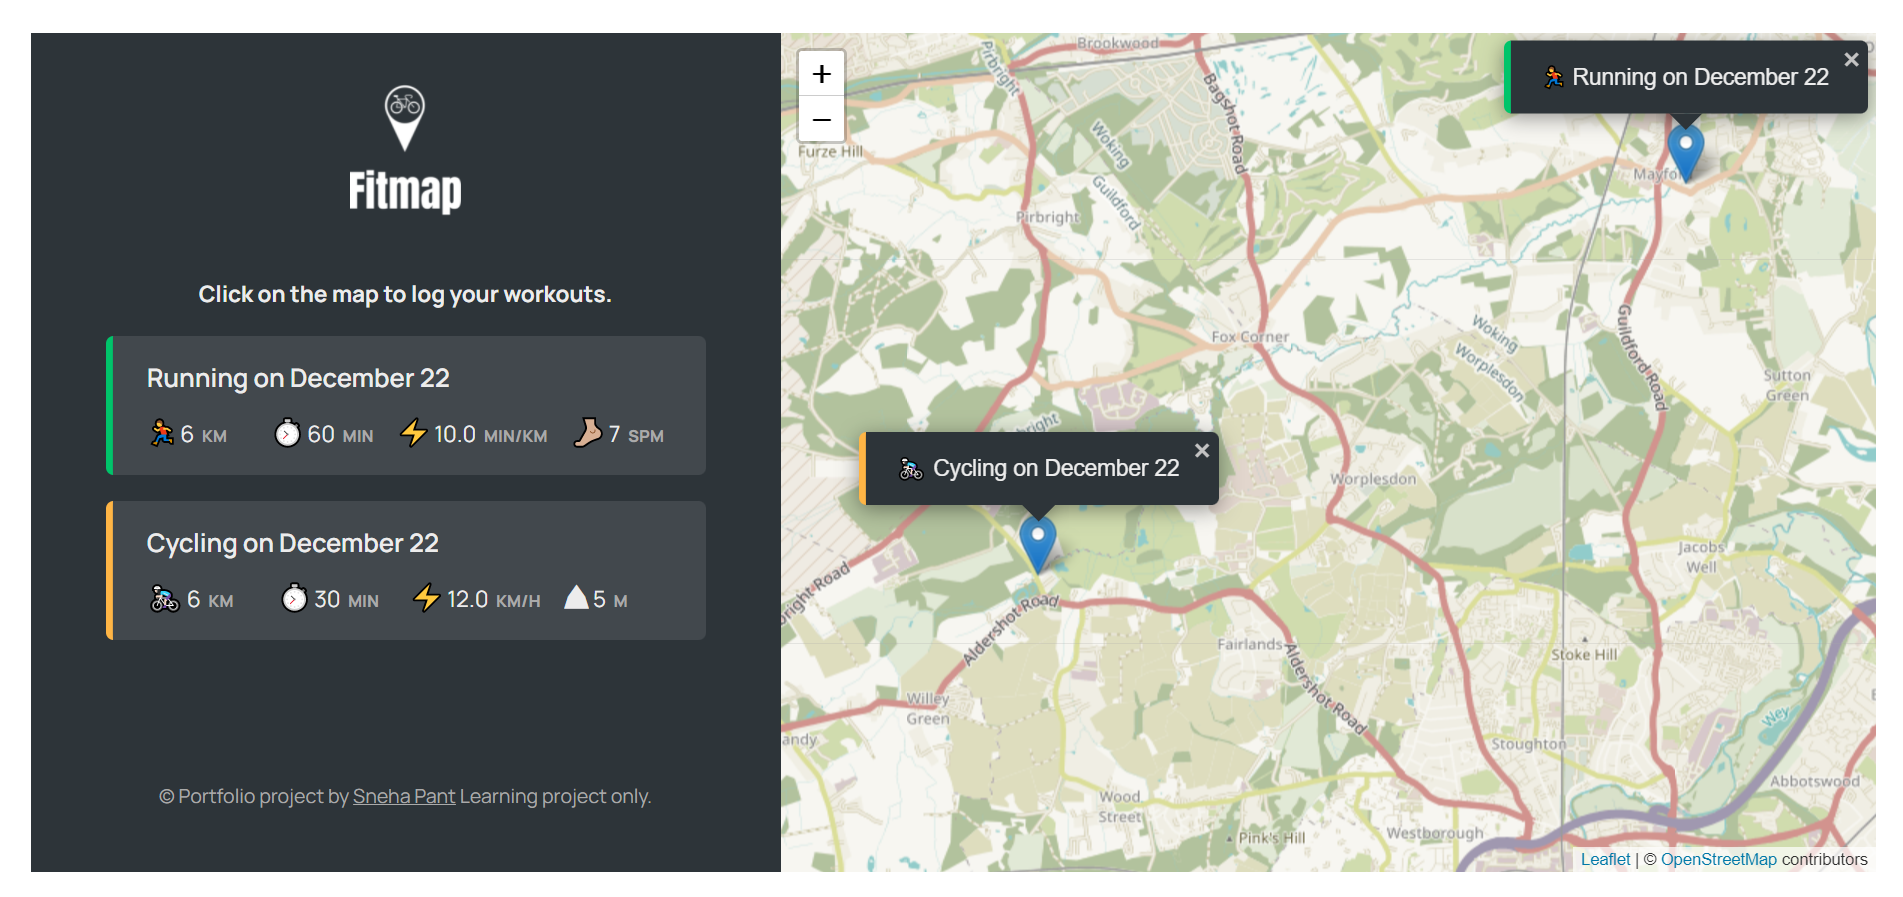 Fitmap
Click on the map to log your workouts.
Running on December 22
6 KM 60 MIN 10.0 MIN/KM 7 SPM
Cycling on December 22
6 KM 30 MIN 12.0 KM/H 5 M
© Portfolio project by Sneha Pant Learning project only.
+
−
Brookwood
Pirbright
Bagshot Road
Running on December 22
×
Furze Hill
Woking
Guildford
Pirbright
Fox Corner
Woking
Worplesdon
Guildford Road
Sutton
Green
Cycling on December 22
×
Worplesdon
Jacobs
Well
Aldershot Road
Fairlands
Aldershot Road
Stoke Hill
Willey
Green
Wey
Stoughton
Abbotswood
Wood
Street
Pink's Hill
Westborough
Leaflet | © OpenStreetMap contributors